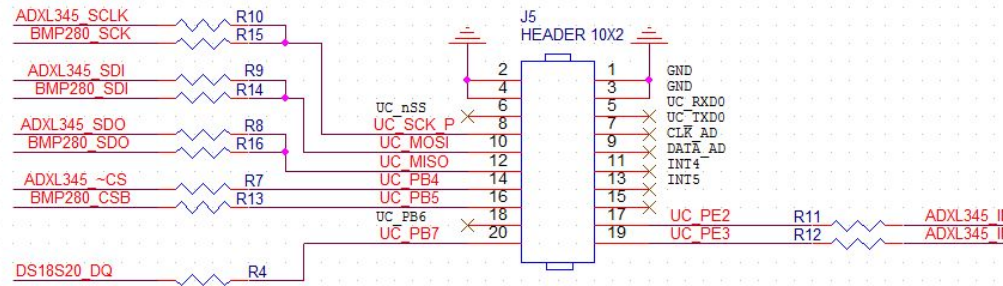 ADXL345_SCLK R10
BMP280_SCK R15
J5
HEADER 10X2
ADXL345_SDI R9
BMP280_SDI R14
ADXL345_SDO R8
BMP280_SDO R16
ADXL345_~CS R7
BMP280_CSB R13
DS18S20_DQ R4
UC_nSS
UC_SCK_P
UC_MOSI
UC_MISO
UC_PB4
UC_PB5
UC_PB6
UC_PB7
2 1 GND
4 3 GND
6 5 UC_RXD0
8 7 UC_TXD0
10 9 CLK_AD
12 11 DATA_AD
14 13 INT4
16 15 INT5
18 17 UC_PE2 R11 ADXL345_I
20 19 UC_PE3 R12 ADXL345_I